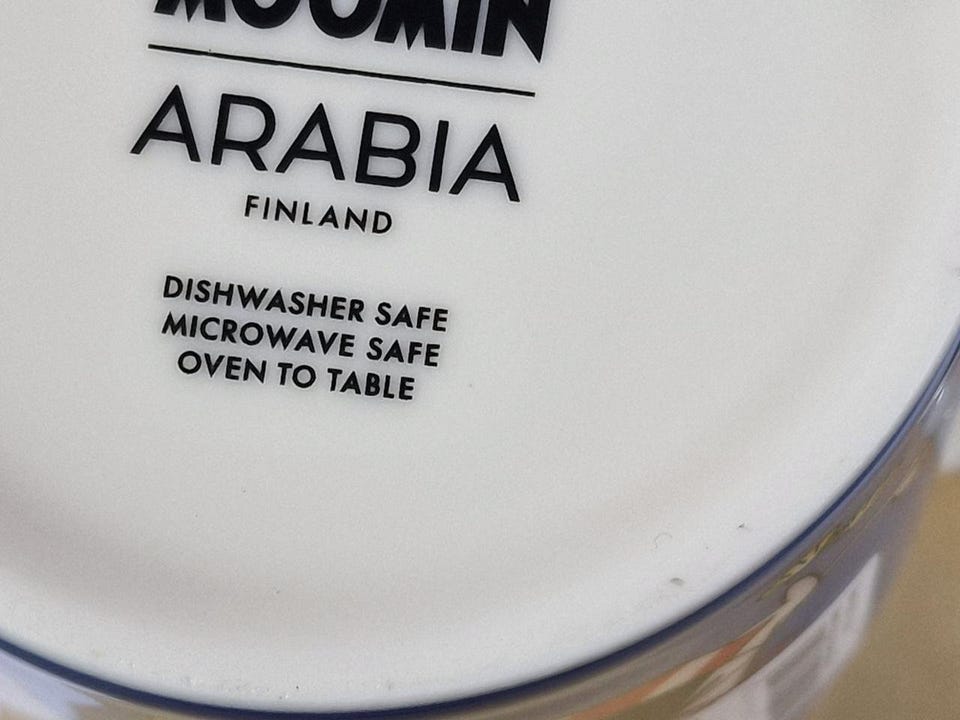 MOOMIN
ARABIA
FINLAND
DISHWASHER SAFE
MICROWAVE SAFE
OVEN TO TABLE